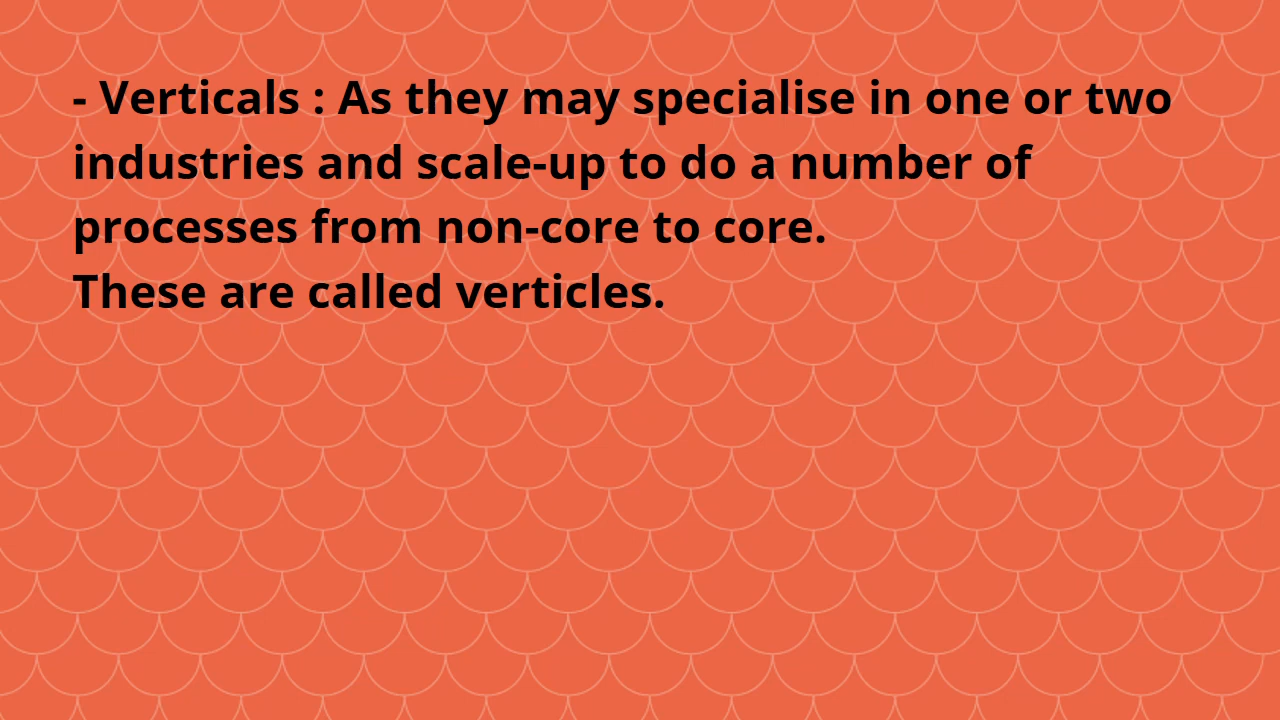 - Verticals : As they may specialise in one or two
industries and scale-up to do a number of
processes from non-core to core.
These are called verticles.